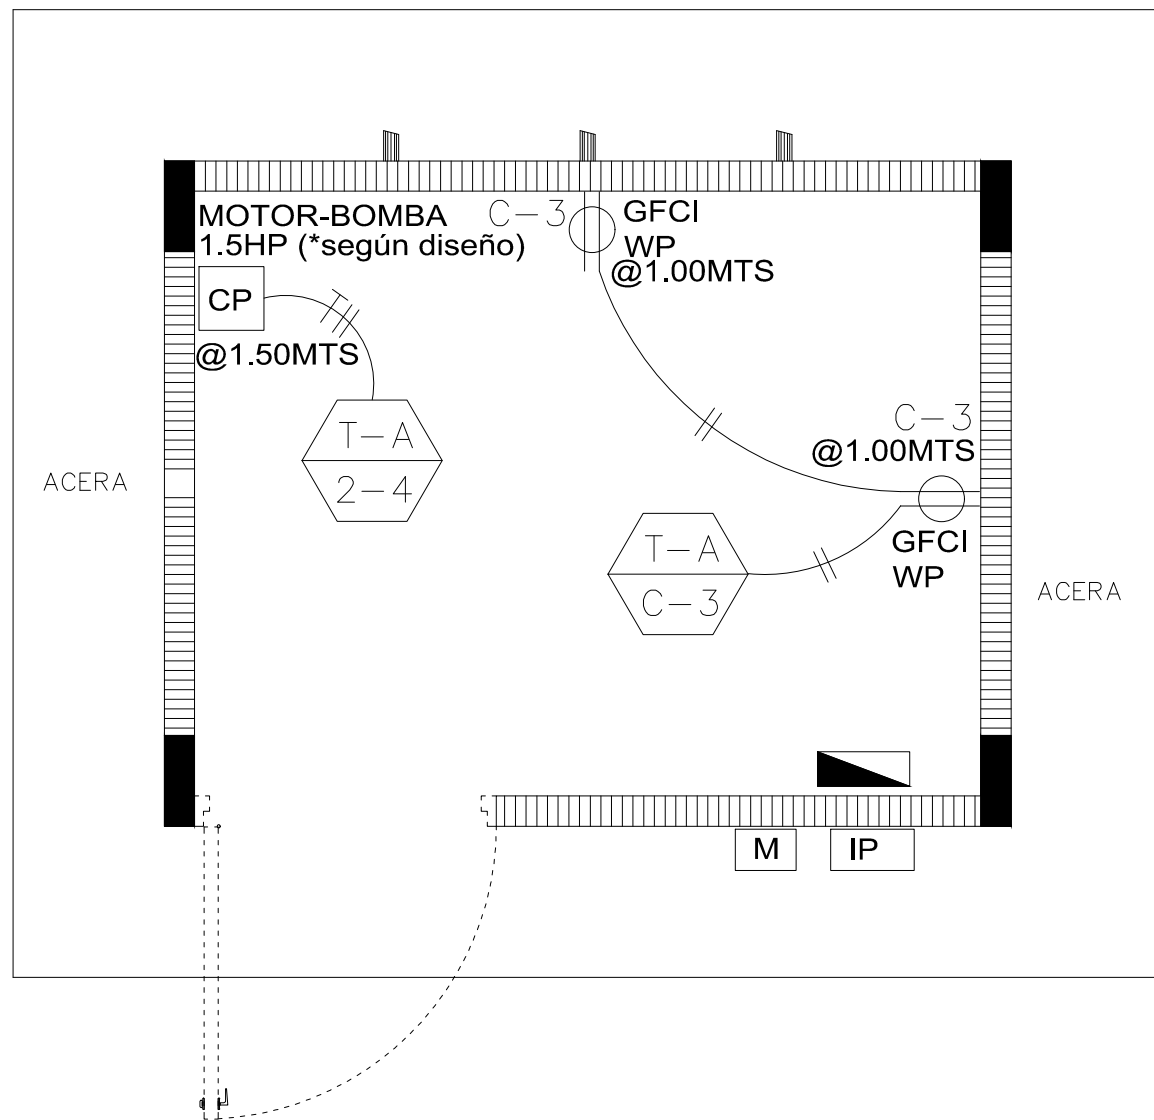 MOTOR-BOMBA
1.5HP (*según diseño)
C-3
GFCI
WP
@1.00MTS
CP
@1.50MTS
T-A
2-4
C-3
@1.00MTS
GFCI
WP
T-A
C-3
ACERA
ACERA
M
IP